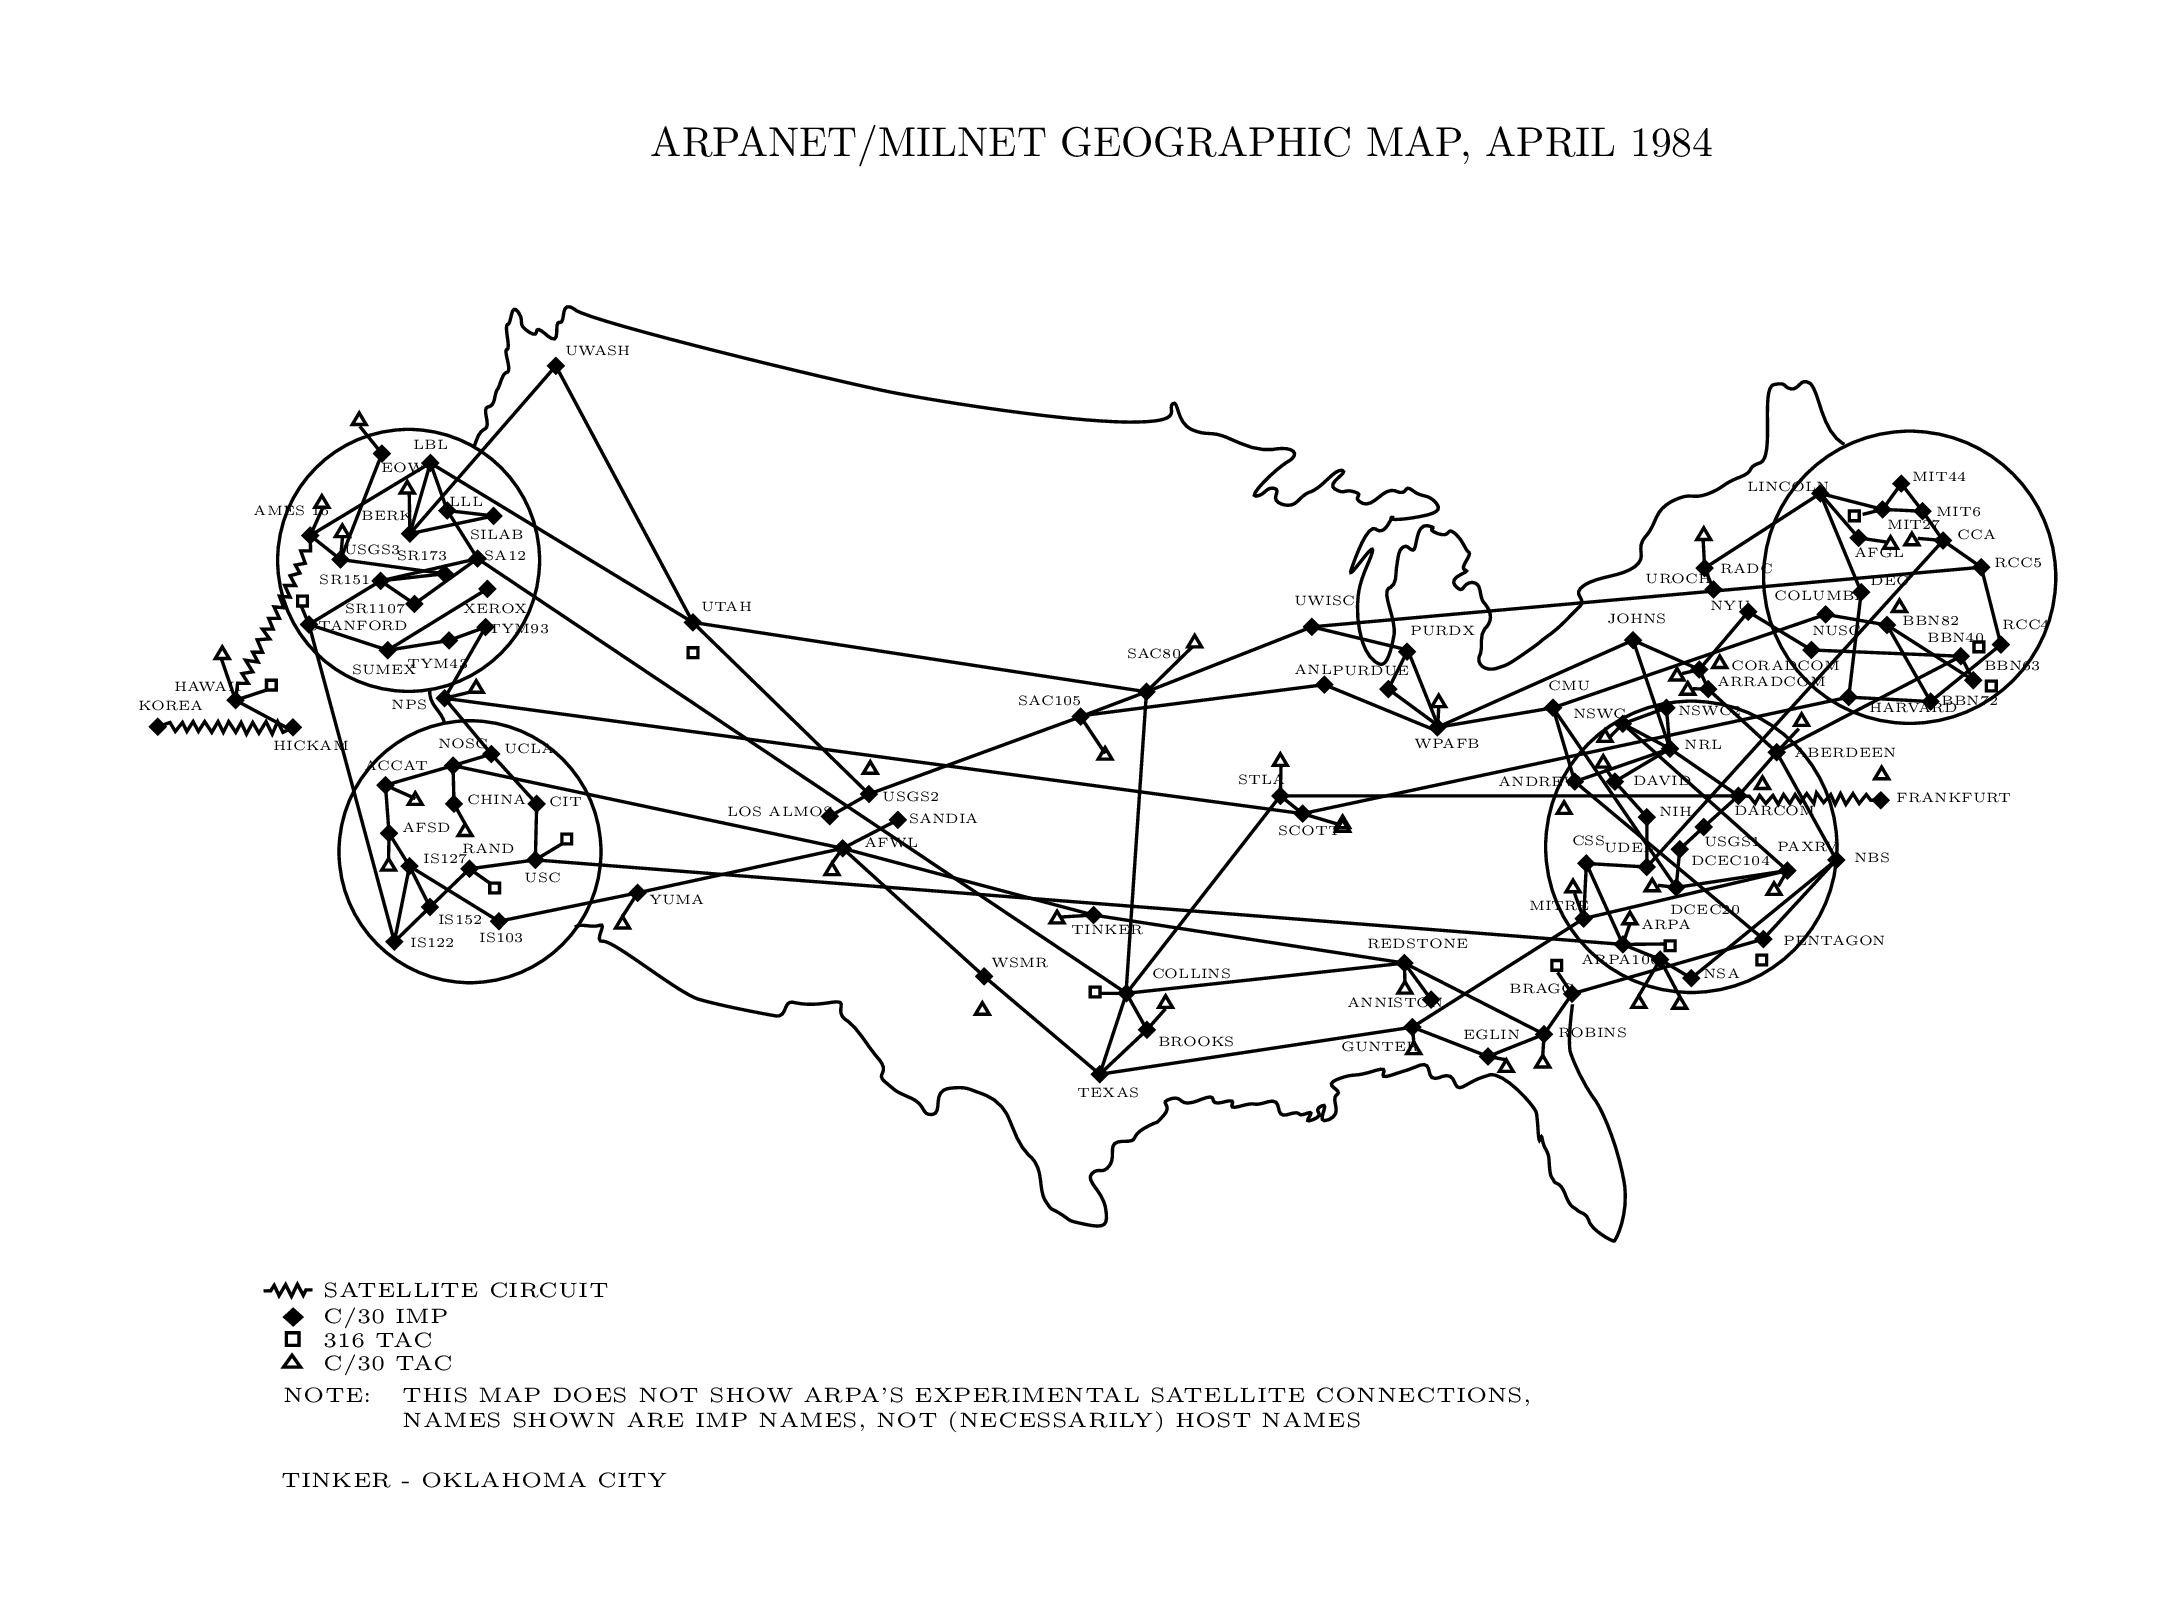 ARPANET/MILNET GEOGRAPHIC MAP, APRIL 1984
UWASH
LBL
EOW
AMES 16
LLL
BERK
SILAB
USGS3
SR173
SA12
SR151
SR1107
XEROX
STANFORD
TYM93
SUMEX
TYM43
HAWAII
KOREA
HICKAM
NPS
NOSC
UCLA
ACCAT
CHINA
CIT
AFSD
IS127
RAND
USC
IS152
IS122
IS103
YUMA
UTAH
SAC80
SAC105
USGS2
LOS ALMOS
SANDIA
AFWL
TINKER
WSMR
COLLINS
BROOKS
TEXAS
UWISC
PURDX
ANL
PURDUE
WPAFB
STLA
SCOTT
REDSTONE
ANNISTON
GUNTER
EGLIN
ROBINS
BRAGG
LINCOLN
MIT44
MIT6
MIT27
CCA
AFGL
RADC
RCC5
UROCH
DEC
NYU
COLUMBIA
JOHNS
NUSC
BBN82
RCC4
BBN40
BBN63
CORADCOM
ARRADCOM
HARVARD
BBN72
CMU
NSWC
NSWC2
NRL
ABERDEEN
ANDREW
DAVID
DARCOM
FRANKFURT
NIH
USGS1
CSS
UDEL
DCEC104
PAXRV
NBS
MITRE
DCEC20
ARPA
PENTAGON
ARPA100
NSA
SATELLITE CIRCUIT
C/30 IMP
316 TAC
C/30 TAC
NOTE: THIS MAP DOES NOT SHOW ARPA'S EXPERIMENTAL SATELLITE CONNECTIONS,
NAMES SHOWN ARE IMP NAMES, NOT (NECESSARILY) HOST NAMES
TINKER - OKLAHOMA CITY